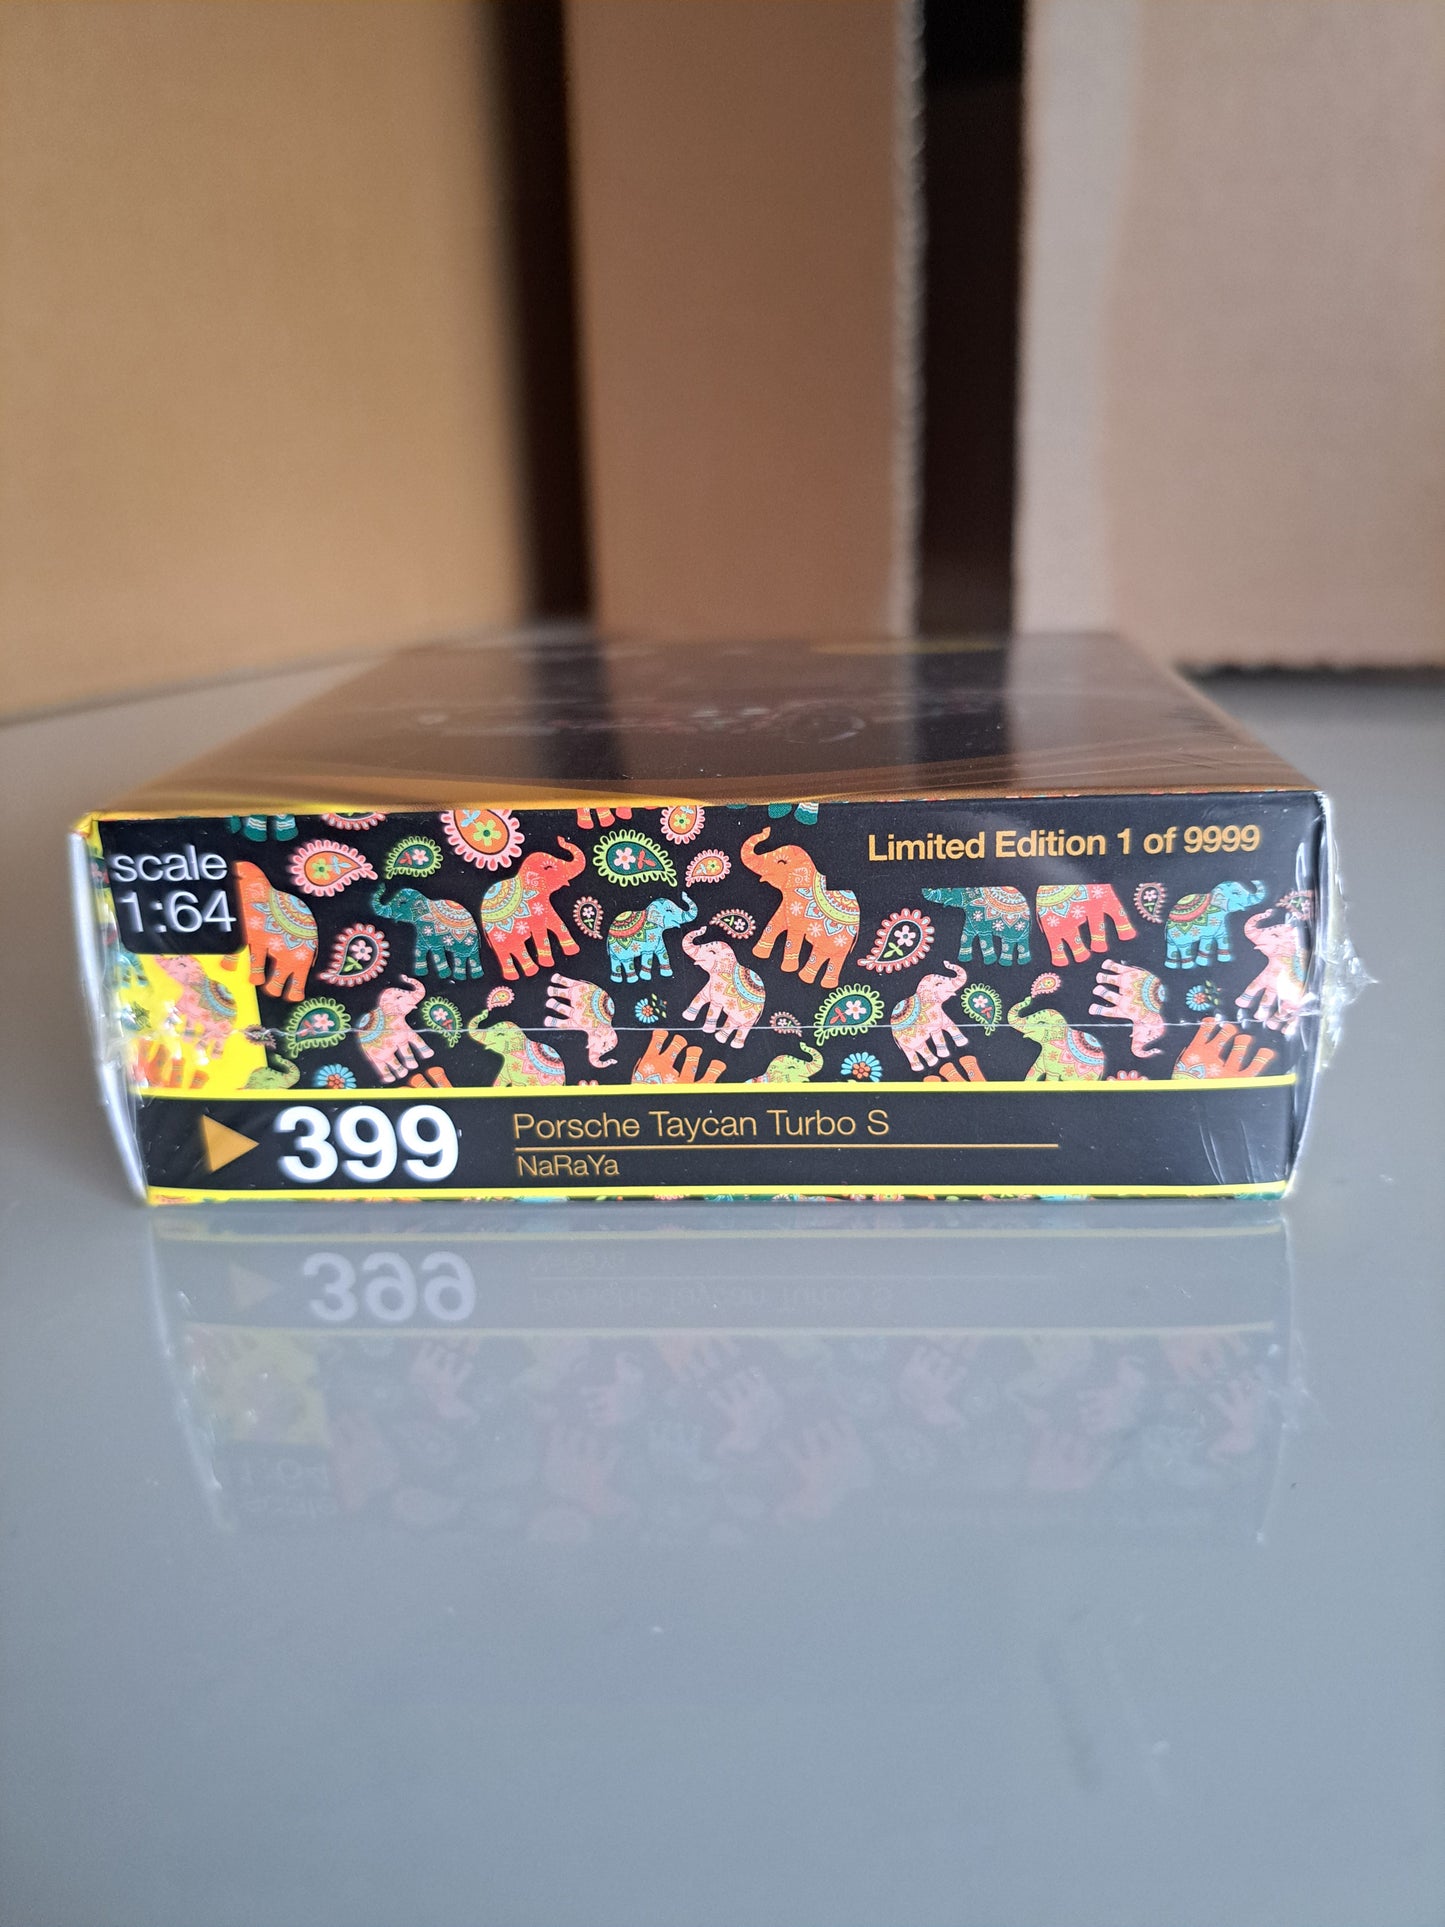 scale
1:64
Limited Edition 1 of 9999
399
Porsche Taycan Turbo S
NaRaYa